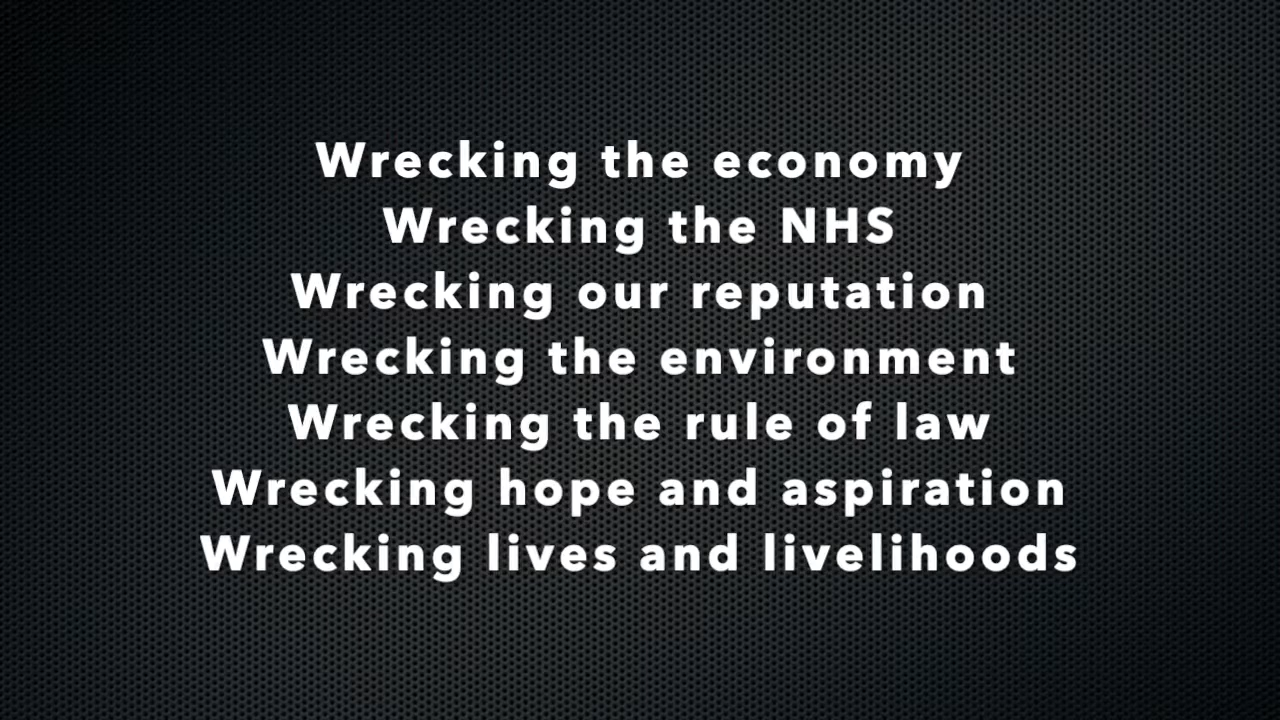 Wrecking the economy
Wrecking the NHS
Wrecking our reputation
Wrecking the environment
Wrecking the rule of law
Wrecking hope and aspiration
Wrecking lives and livelihoods